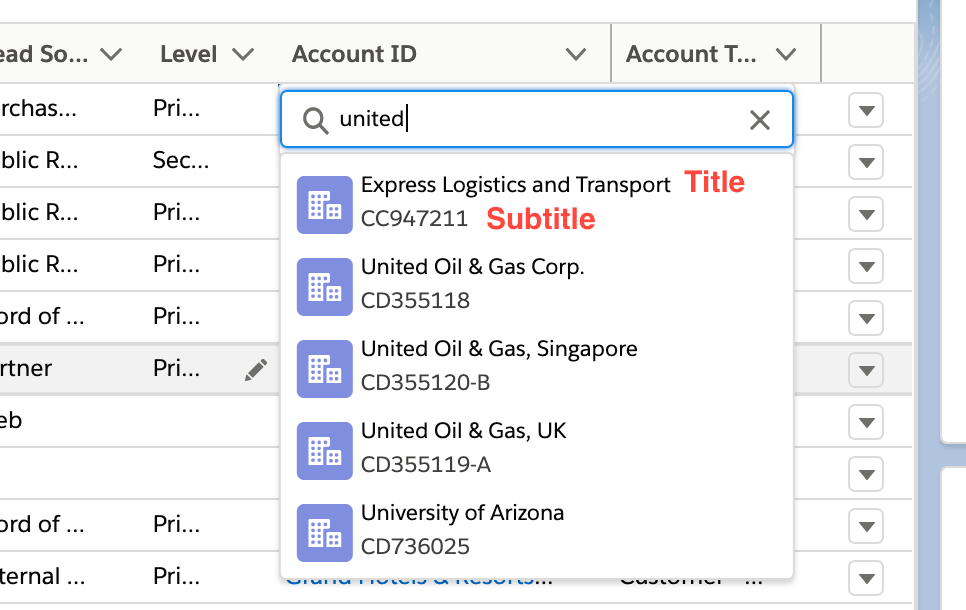 ead So... Level Account ID Account T...
united
rchas... Pri...
blic R... Sec...
blic R... Pri...
blic R... Pri...
ord of ... Pri...
rtner Pri...
eb
ord of ... Pri...
ternal ... Pri...
Express Logistics and Transport Title
CC947211 Subtitle
United Oil & Gas Corp.
CD355118
United Oil & Gas, Singapore
CD355120-B
United Oil & Gas, UK
CD355119-A
University of Arizona
CD736025
Grand Hotels & Resorts... Customer ...